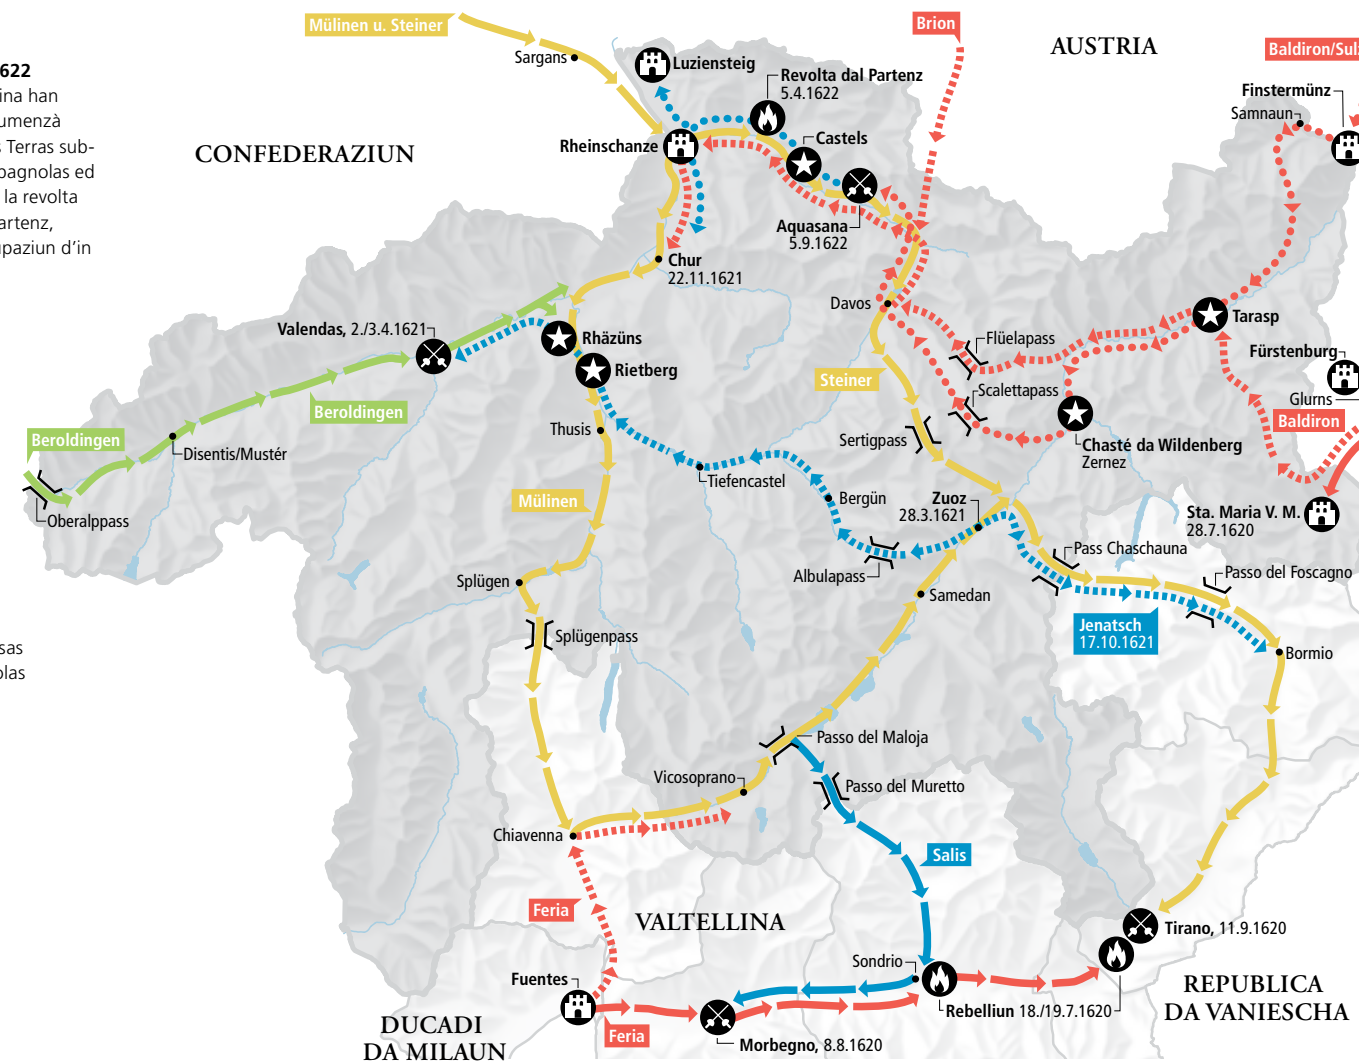 1622
ina han
umenzà
s Terras sub-
pagnolas ed
la revolta
artenz,
upaziun d'in
sas
olas
Mülinen u. Steiner
Sargans
Luziensteig
Revolta dal Partenz
5.4.1622
Brion
AUSTRIA
Baldiron/Sulz
Finstermünz
Samnaun
CONFEDERAZIUN
Rheinschanze
Castels
Aquasana
5.9.1622
Chur
22.11.1621
Davos
Valendas, 2./3.4.1621
Rhäzüns
Rietberg
Flüelapass
Tarasp
Fürstenburg
Glurns
Baldiron
Steiner
Scalettapass
Beroldingen
Beroldingen
Disentis/Mustér
Thusis
Sertigpass
Chasté da Wildenberg
Zernez
Oberalppass
Mülinen
Tiefencastel
Bergün
Zuoz
28.3.1621
Sta. Maria V. M.
28.7.1620
Pass Chaschauna
Passo del Foscagno
Albulapass
Splügen
Samedan
Splügenpass
Jenatsch
17.10.1621
Bormio
Passo del Maloja
Vicosoprano
Passo del Muretto
Chiavenna
Salis
Feria
VALTELLINA
Tirano, 11.9.1620
Sondrio
Fuentes
REPUBLICA
DA VANIESCHA
Rebelliun 18./19.7.1620
Feria
DUCADI
DA MILAUN
Morbegno, 8.8.1620